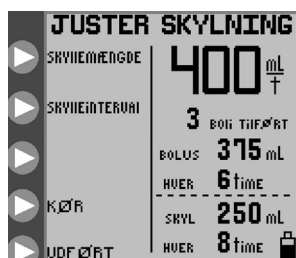 JUSTER SKYLNING
SKYLLEMÆNGDE
400 ml/t
SKYLLEINTERVAL
3 BOLI TILFØRT
BOLUS 375 mL
HVER 6 TIME
KØR
SKYL 250 mL
UDFØRT
HVER 8 TIME